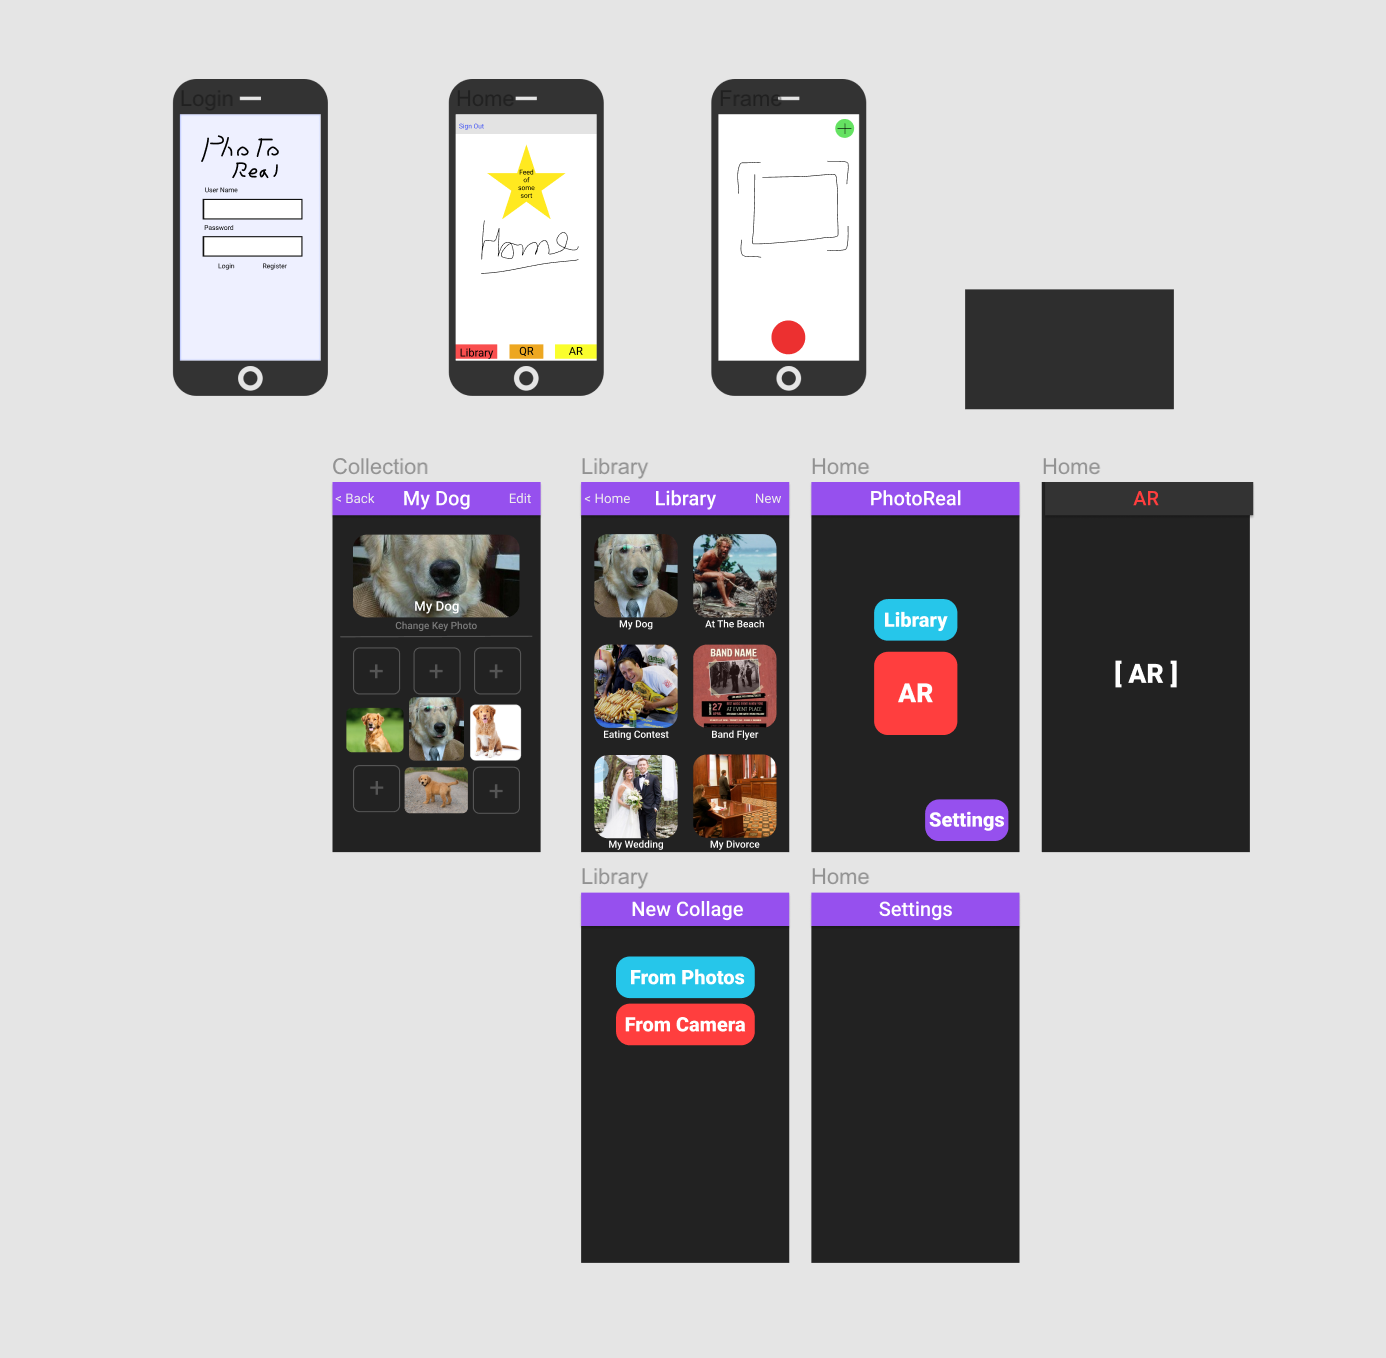 Login
Photo
Real
User Name
Password
Login Register
Home
Sign Out
Feed
of
some
sort
Home
Library QR AR
Frame
Collection
< Back My Dog Edit
My Dog
Change Key Photo
Library
< Home Library New
My Dog At The Beach
BAND NAME
27
AT EVENT PLACE
Eating Contest Band Flyer
My Wedding My Divorce
Home
PhotoReal
Library
AR
Settings
Home
AR
[ AR ]
Library
New Collage
From Photos
From Camera
Home
Settings